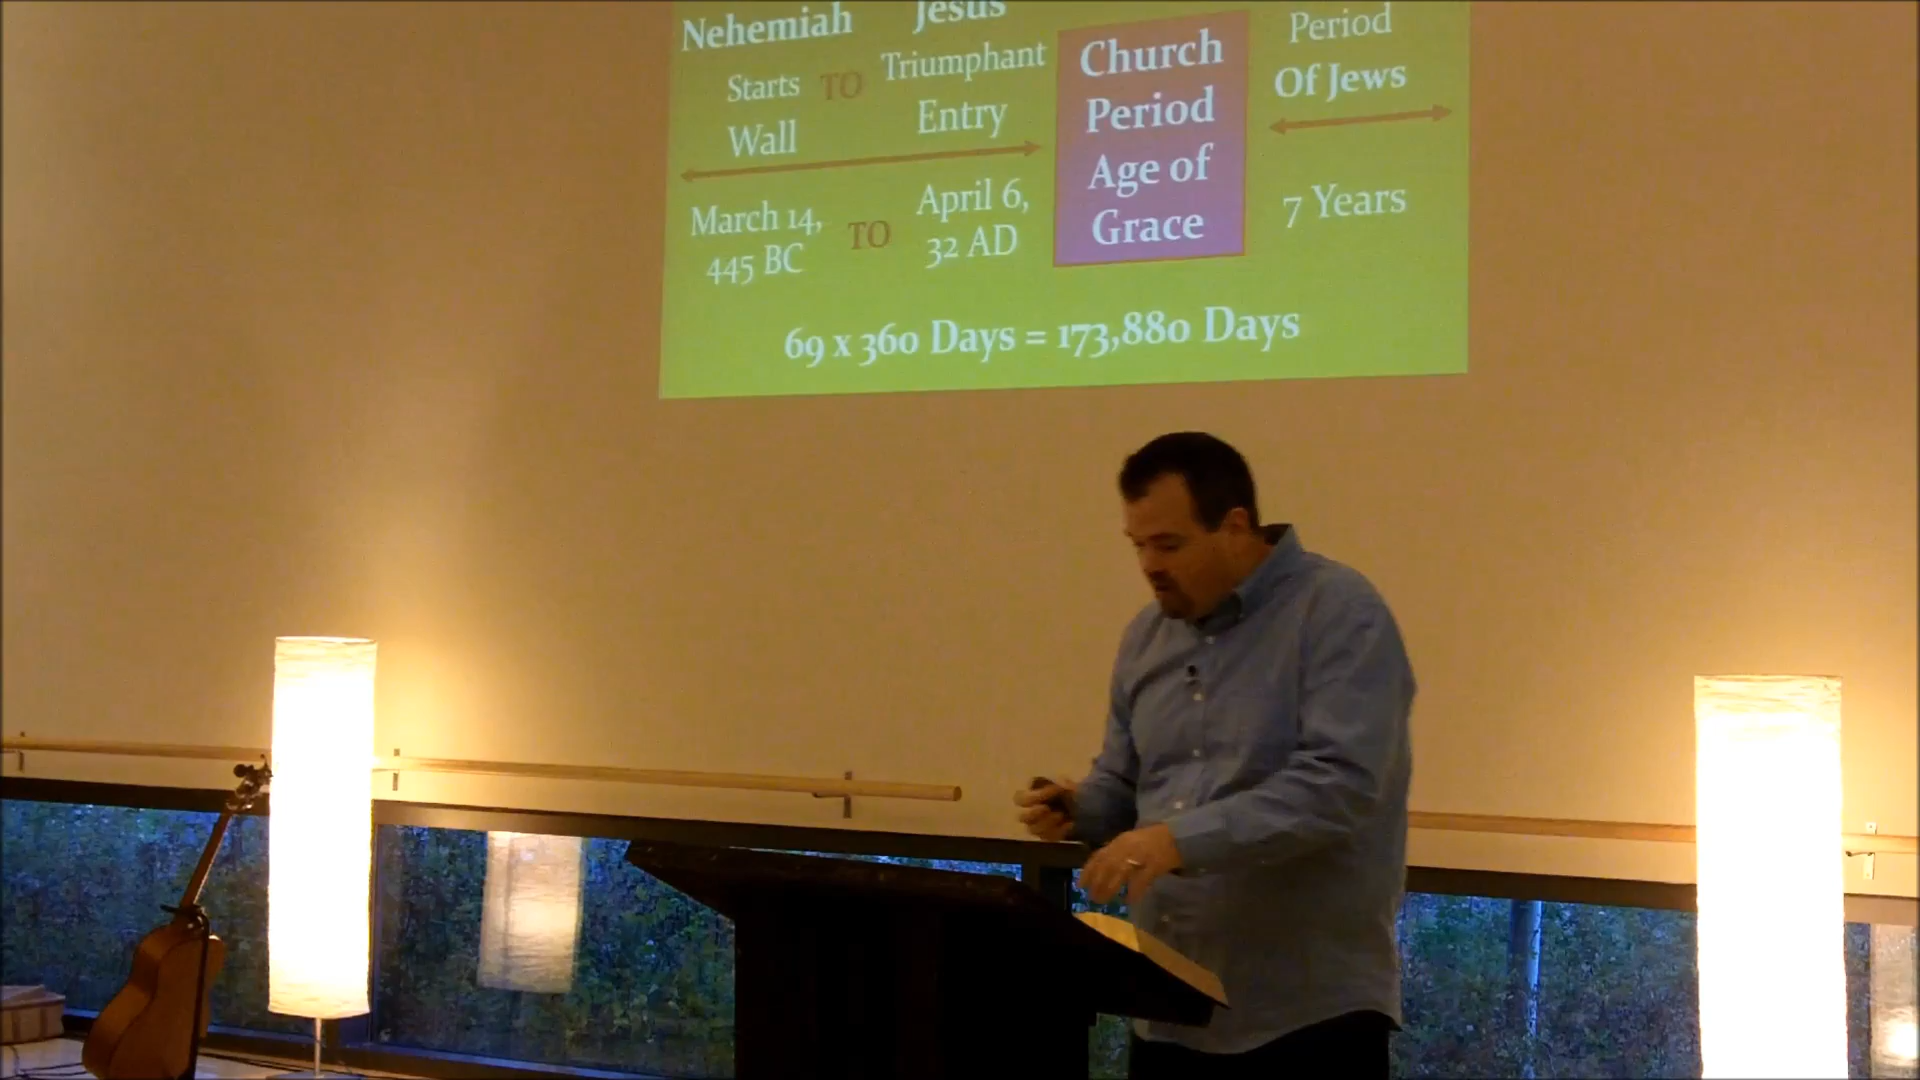 Nehemiah
Starts
Wall
TO
Jesus
Triumphant
Entry
March 14,
445 BC
TO
April 6,
32 AD
Church
Period
Age of
Grace
Period
Of Jews
7 Years
69 x 360 Days = 173,880 Days